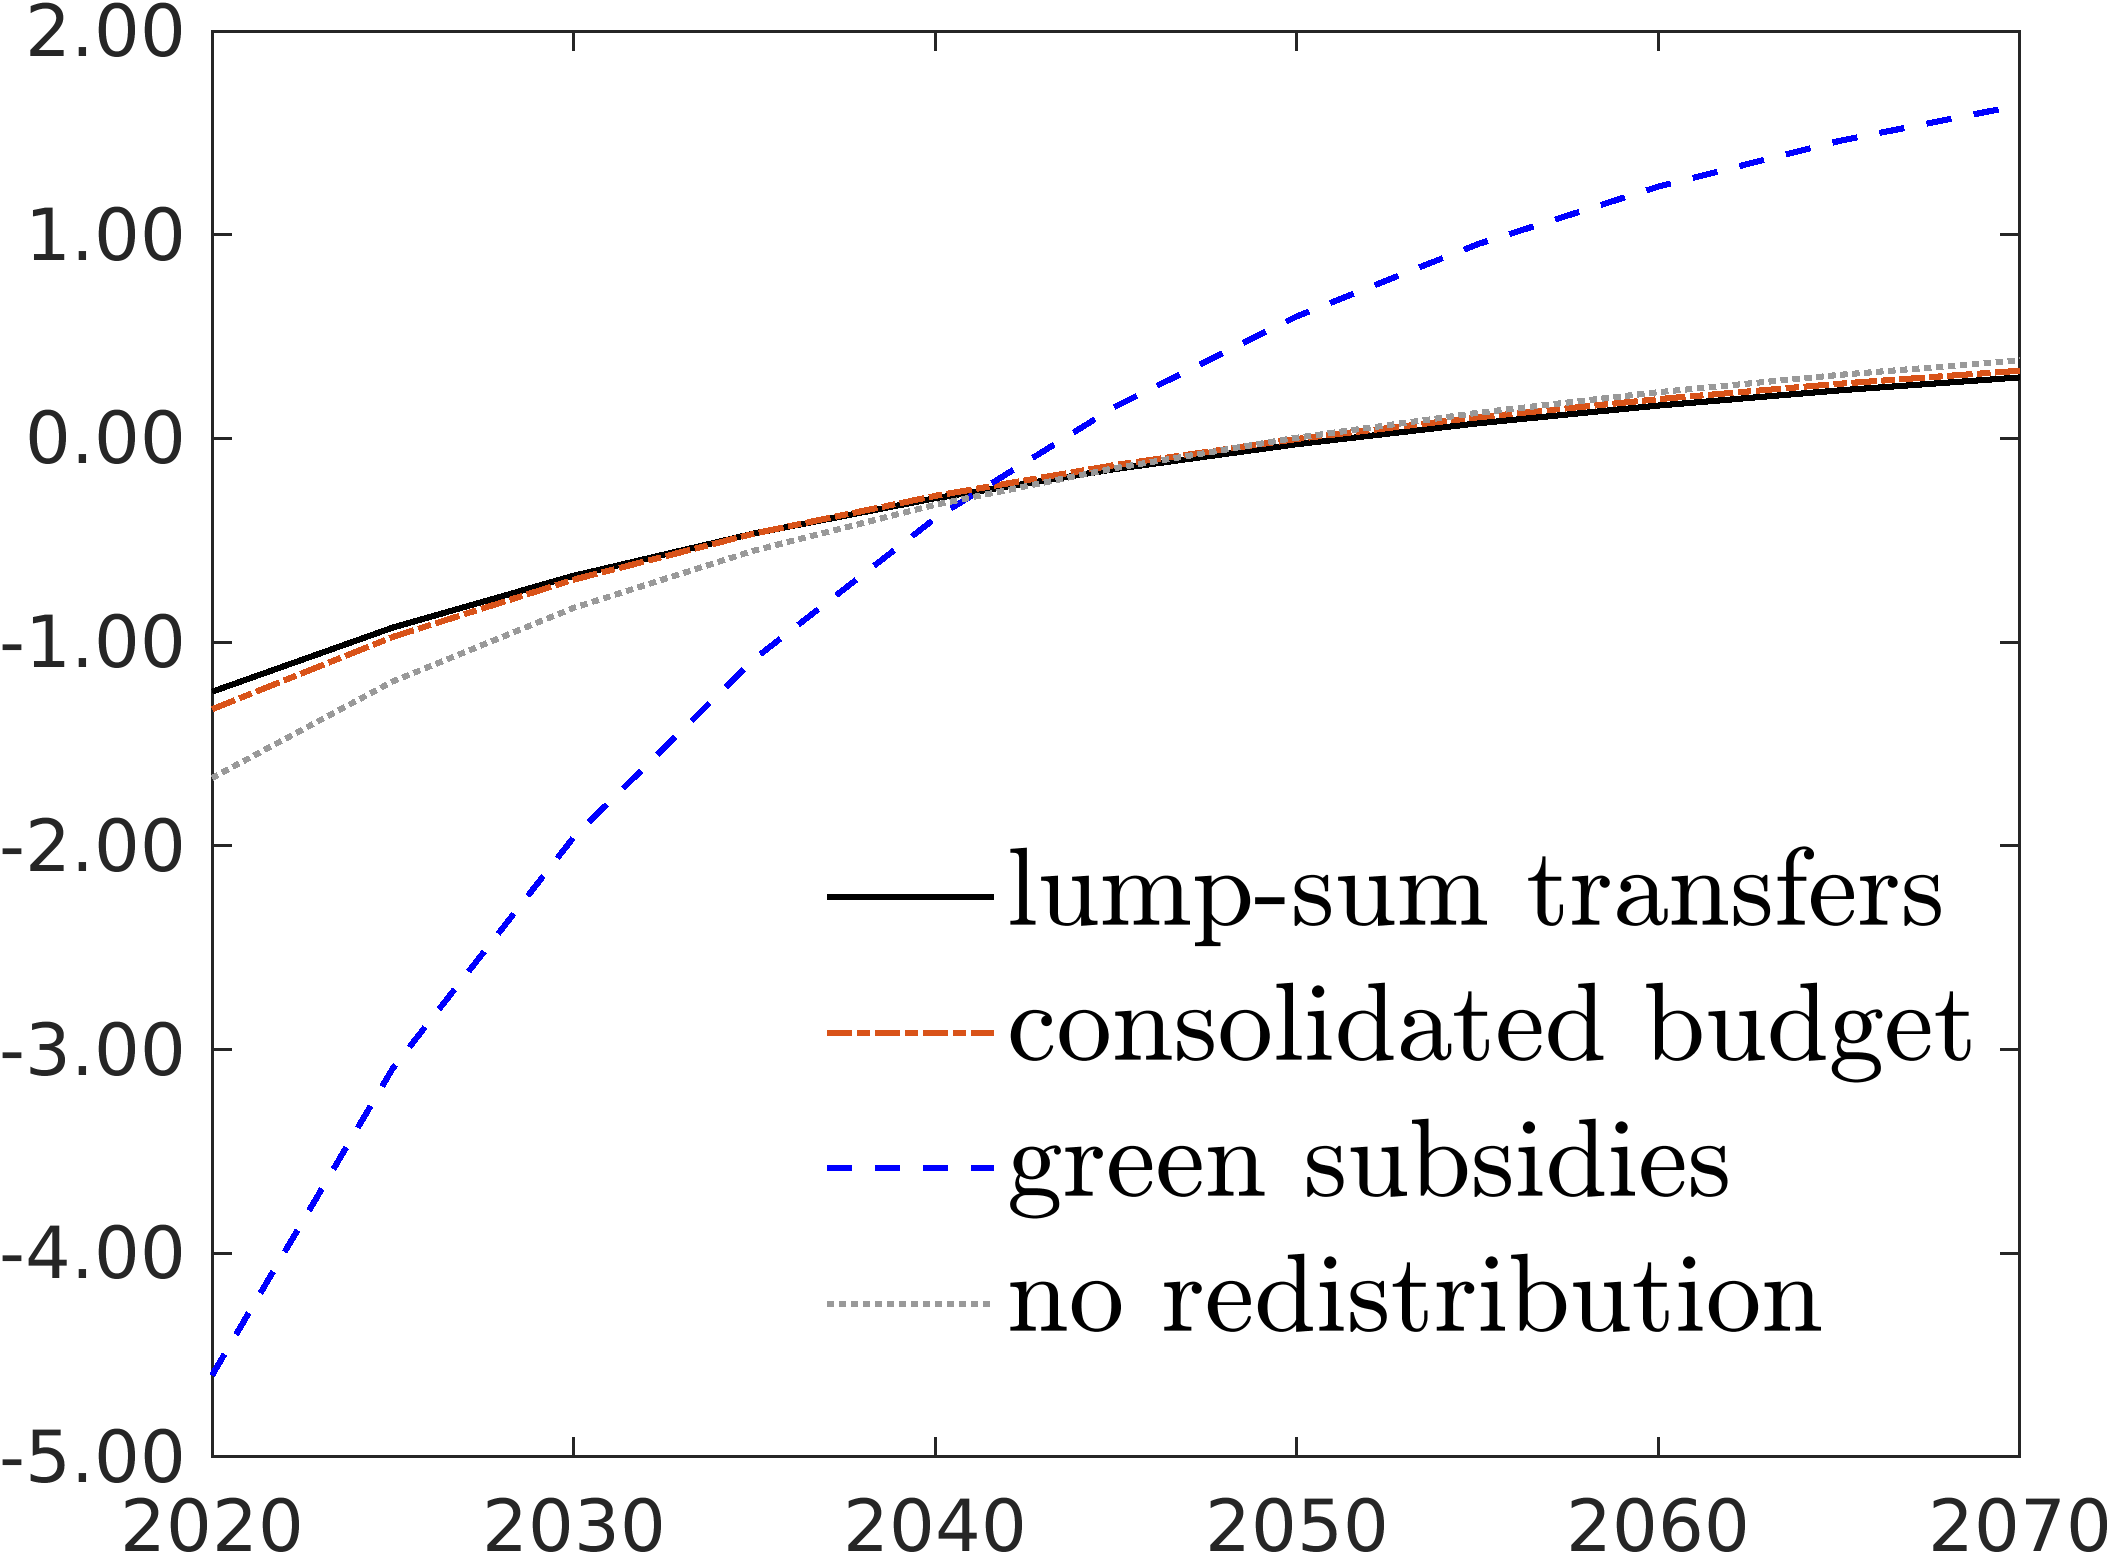 2.00
1.00
0.00
-1.00
-2.00
-3.00
-4.00
-5.00
lump-sum transfers
consolidated budget
green subsidies
no redistribution
2020 2030 2040 2050 2060 2070